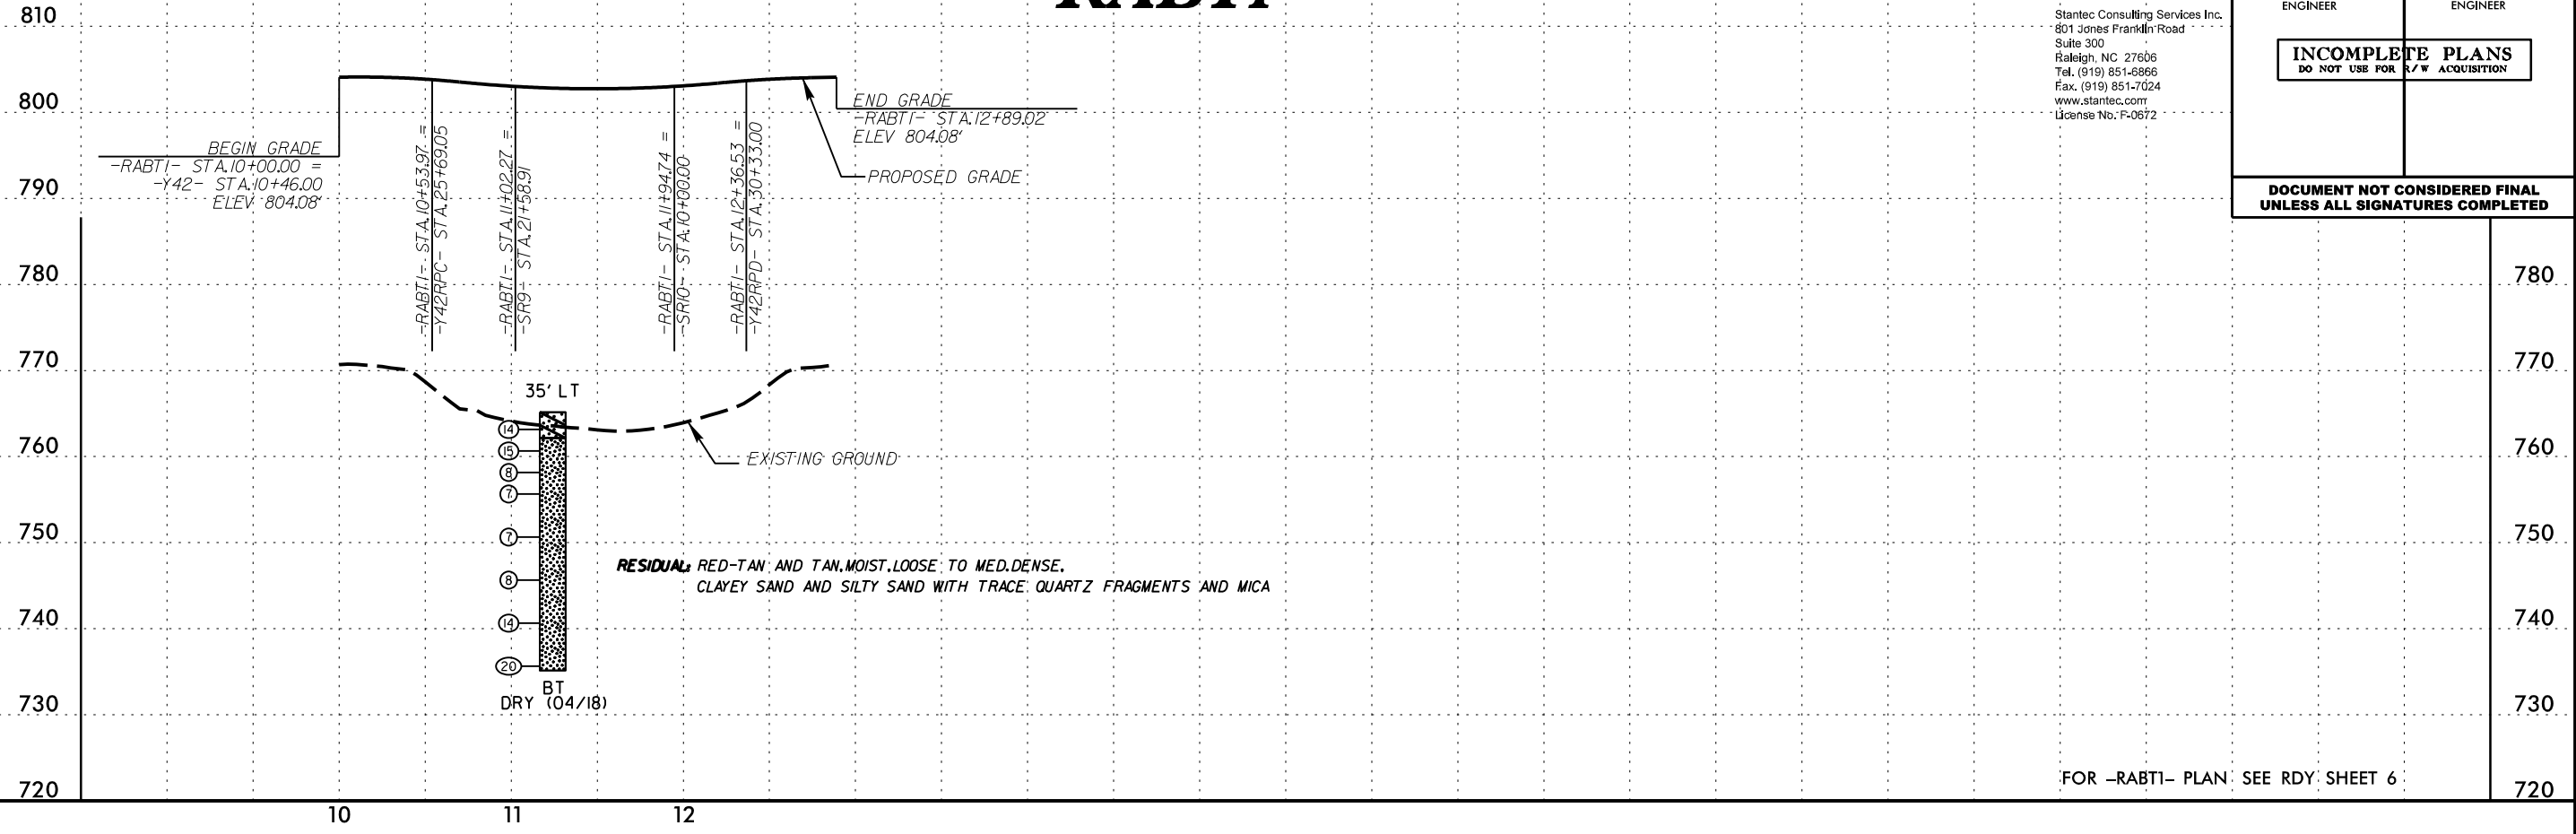 810
800
790
780
770
760
750
740
730
720
BEGIN GRADE
-RABT1- STA.10+00.00 =
-Y42- STA.10+46.00
ELEV 804.08'
-RABT1- STA.10+53.97 =
-Y42RPC- STA.25+69.05
-RABT1- STA.11+02.27 =
-SR9- STA.21+58.91
-RABT1- STA.11+94.74 =
-SR10- STA.10+00.00
-RABT1- STA.12+36.53 =
-Y42RPD- STA.30+33.00
END GRADE
-RABT1- STA.12+89.02
ELEV 804.08'
PROPOSED GRADE
Stantec Consulting Services Inc.
801 Jones Franklin Road
Suite 300
Raleigh, NC 27606
Tel. (919) 851-6866
Fax. (919) 851-7024
www.stantec.com
License No. F-0672
ENGINEER
ENGINEER
INCOMPLETE PLANS
DO NOT USE FOR R/W ACQUISITION
DOCUMENT NOT CONSIDERED FINAL
UNLESS ALL SIGNATURES COMPLETED
35' LT
14
15
8
7
7
8
14
20
BT
DRY (04/18)
EXISTING GROUND
RESIDUAL: RED-TAN AND TAN,MOIST,LOOSE TO MED.DENSE,
CLAYEY SAND AND SILTY SAND WITH TRACE QUARTZ FRAGMENTS AND MICA
780
770
760
750
740
730
720
FOR -RABT1- PLAN SEE RDY SHEET 6
10
11
12